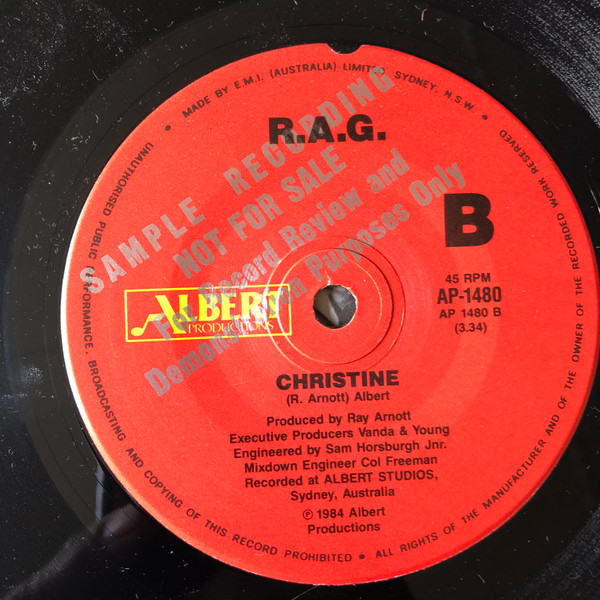 MADE BY E.M.I. (AUSTRALIA) LIMITED SYDNEY, N.S.W.
R.A.G.
SAMPLE RECORDING
NOT FOR SALE
For Record Review and
Demonstration Purposes Only
B
45 RPM
AP-1480
AP 1480 B
(3.34)
ALBERT
PRODUCTIONS
CHRISTINE
(R. Arnott) Albert
Produced by Ray Arnott
Executive Producers Vanda & Young
Engineered by Sam Horsburgh Jnr.
Mixdown Engineer Col Freeman
Recorded at ALBERT STUDIOS,
Sydney, Australia
℗ 1984 Albert
Productions
UNAUTHORISED PUBLIC PERFORMANCE, BROADCASTING AND COPYING OF THIS RECORD PROHIBITED • ALL RIGHTS OF THE MANUFACTURER AND OF THE OWNER OF THE RECORDED WORK RESERVED